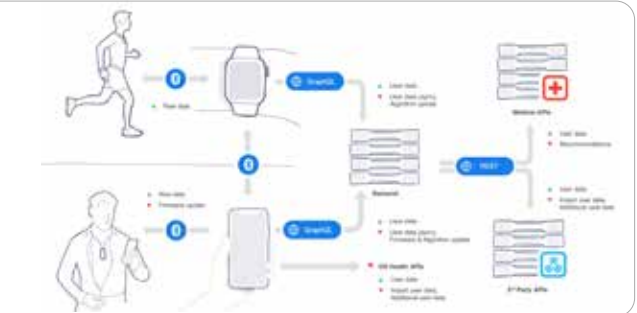 GraphQL
User data
User data query,
Algorithm update
Raw data
Medical APIs
User data
Recommendations
REST
Backend
Raw data
Firmware update
GraphQL
User data
User data query,
Firmware & Algorithm update
User data
Import user data,
Additional user data
OS Health APIs
User data
Import user data,
Additional user data
3rd Party APIs